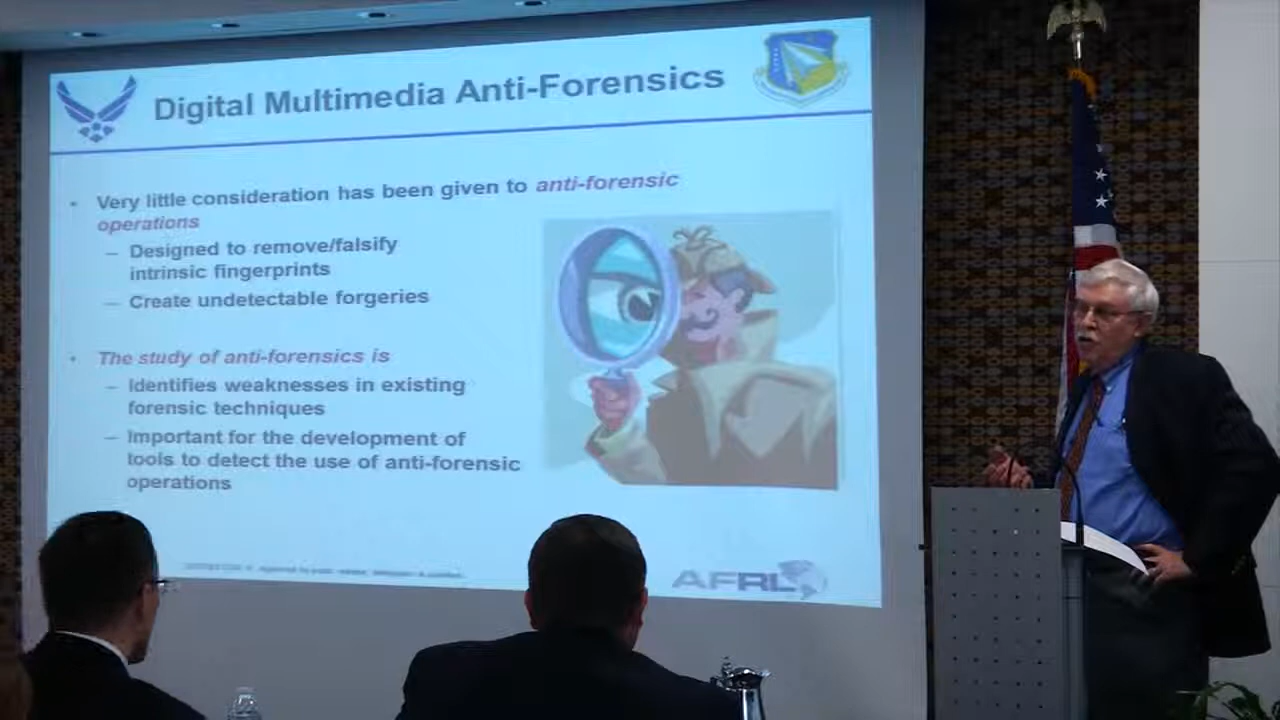 Digital Multimedia Anti-Forensics
• Very little consideration has been given to anti-forensic
operations
– Designed to remove/falsify
intrinsic fingerprints
– Create undetectable forgeries
• The study of anti-forensics is
– Identifies weaknesses in existing
forensic techniques
– Important for the development of
tools to detect the use of anti-forensic
operations
AFRL